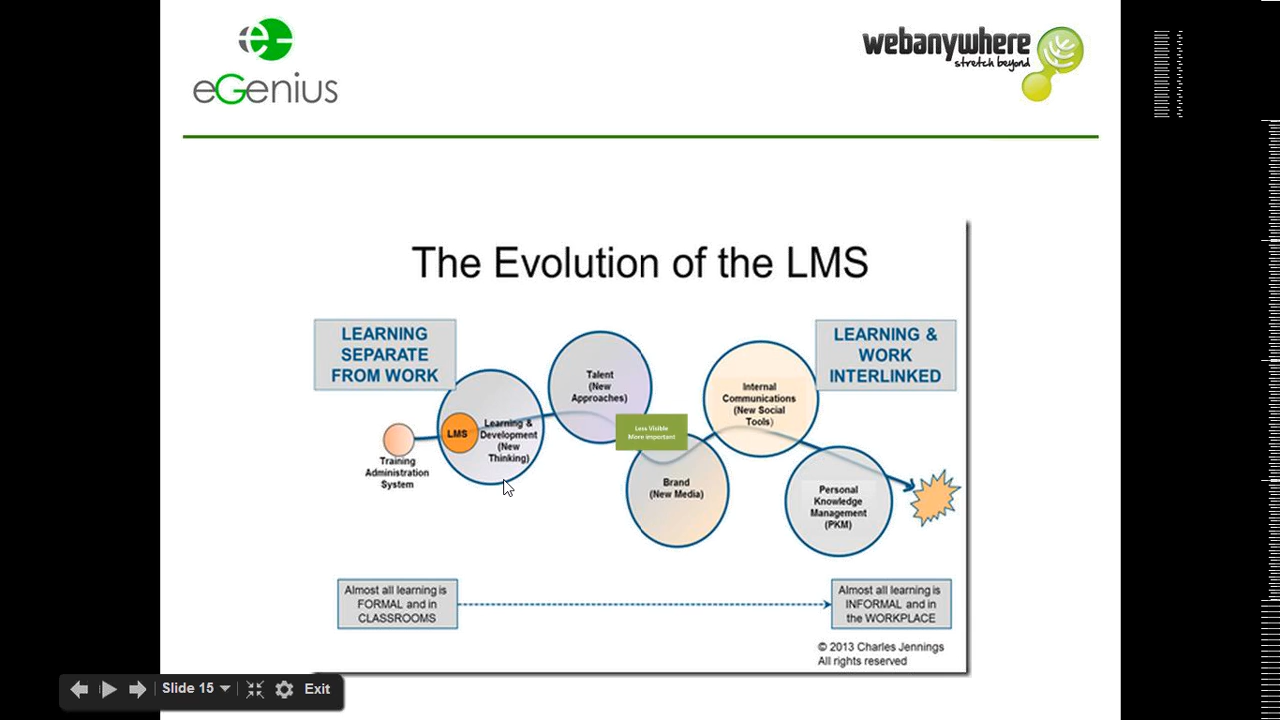 eGenius
webanywhere
stretch beyond
The Evolution of the LMS
LEARNING
SEPARATE
FROM WORK
LEARNING &
WORK
INTERLINKED
Training
Administration
System
LMS
Learning &
Development
(New
Thinking)
Talent
(New
Approaches)
Less Visible
More important
Brand
(New Media)
Internal
Communications
(New Social
Tools)
Personal
Knowledge
Management
(PKM)
Almost all learning is
FORMAL and in
CLASSROOMS
Almost all learning is
INFORMAL and in
the WORKPLACE
© 2013 Charles Jennings
All rights reserved
Slide 15
Exit